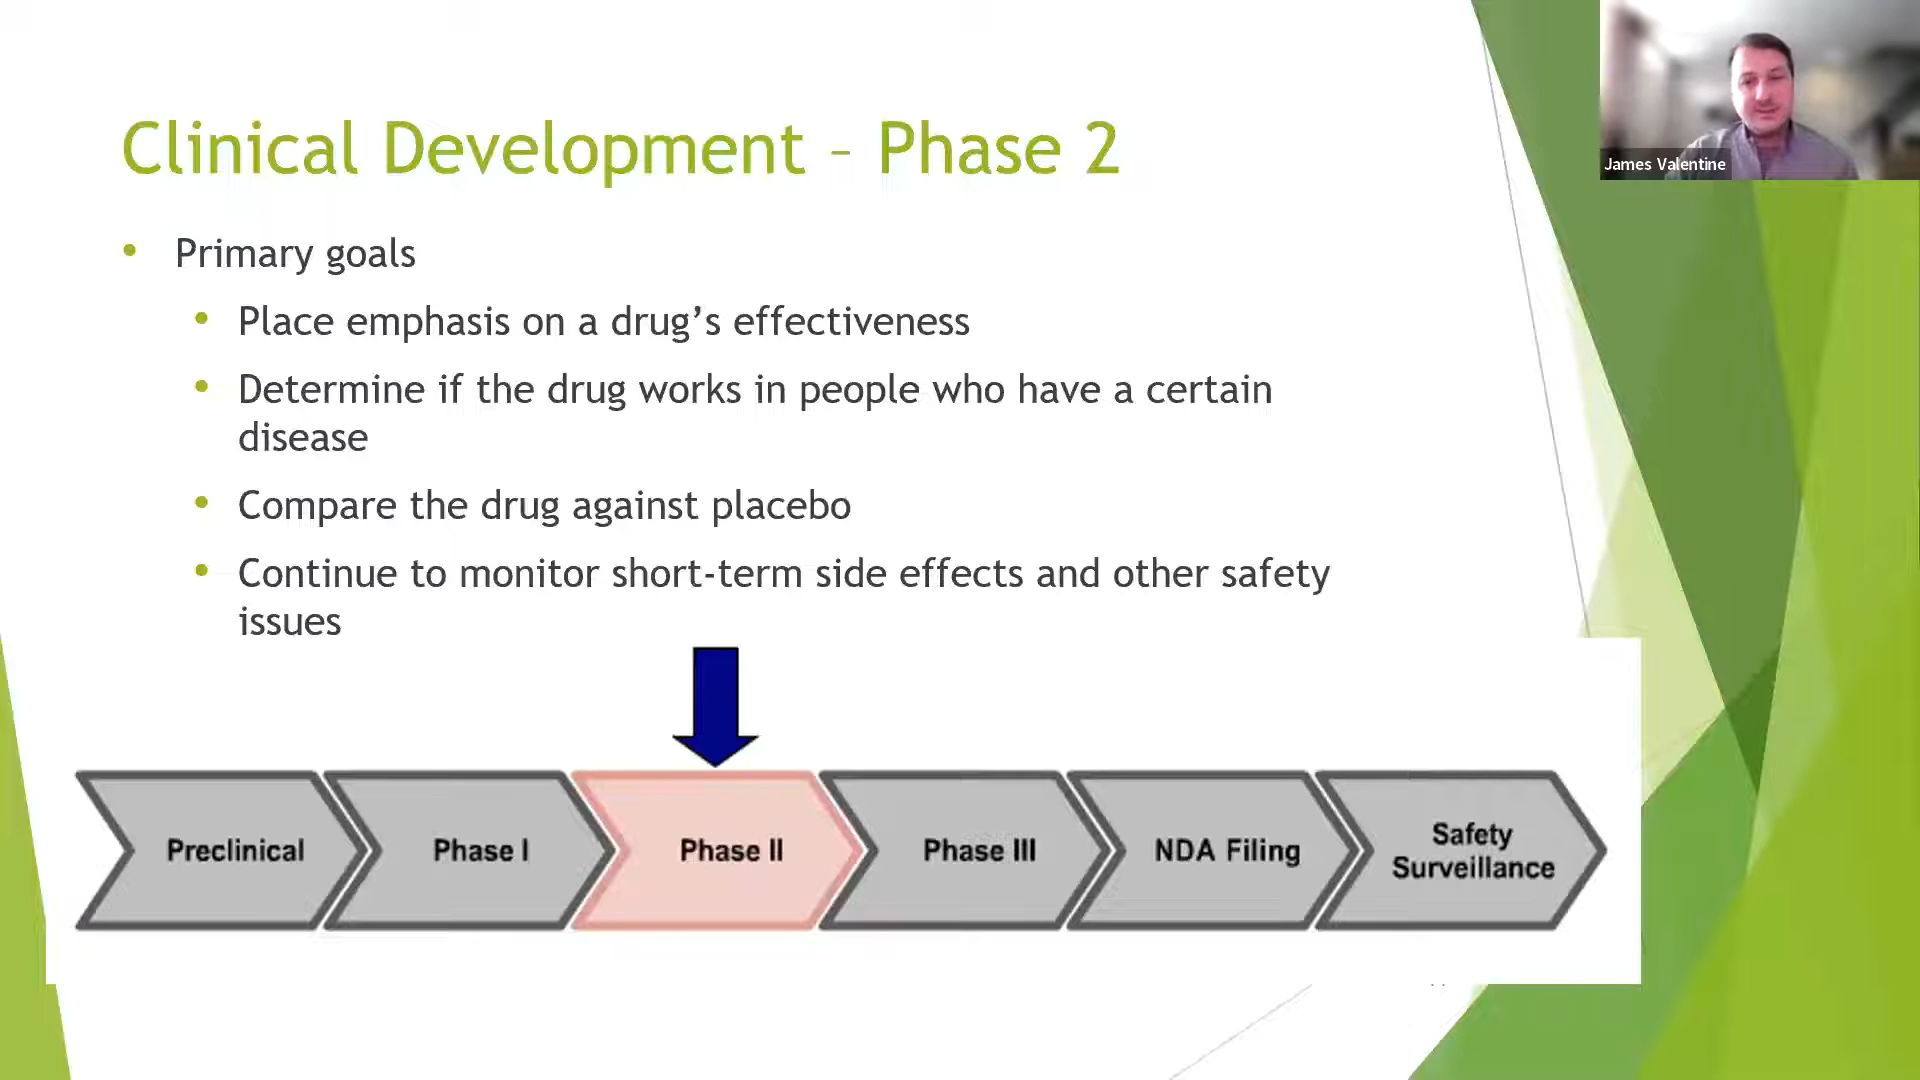 Clinical Development – Phase 2
James Valentine
• Primary goals
• Place emphasis on a drug’s effectiveness
• Determine if the drug works in people who have a certain
disease
• Compare the drug against placebo
• Continue to monitor short-term side effects and other safety
issues
Preclinical
Phase I
Phase II
Phase III
NDA Filing
Safety
Surveillance